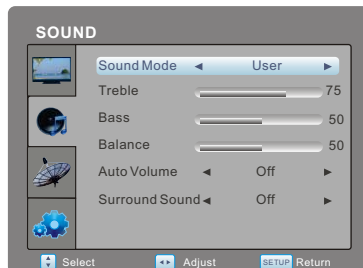 SOUND
Sound Mode ◄ User ►
Treble 75
Bass 50
Balance 50
Auto Volume ◄ Off ►
Surround Sound ◄ Off ►
Select Adjust SETUP Return